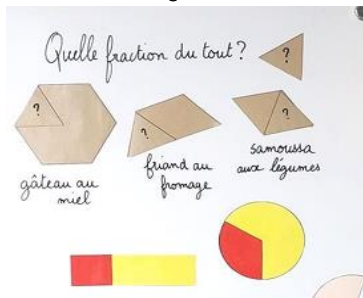 Quelle fraction du tout? ?
? ? ?
gâteau au
miel
friand au
fromage
samoussa
aux légumes